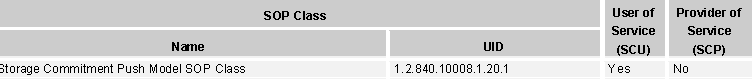 SOP Class
User of Service (SCU)
Provider of Service (SCP)
Name
UID
Storage Commitment Push Model SOP Class
1.2.840.10008.1.20.1
Yes
No